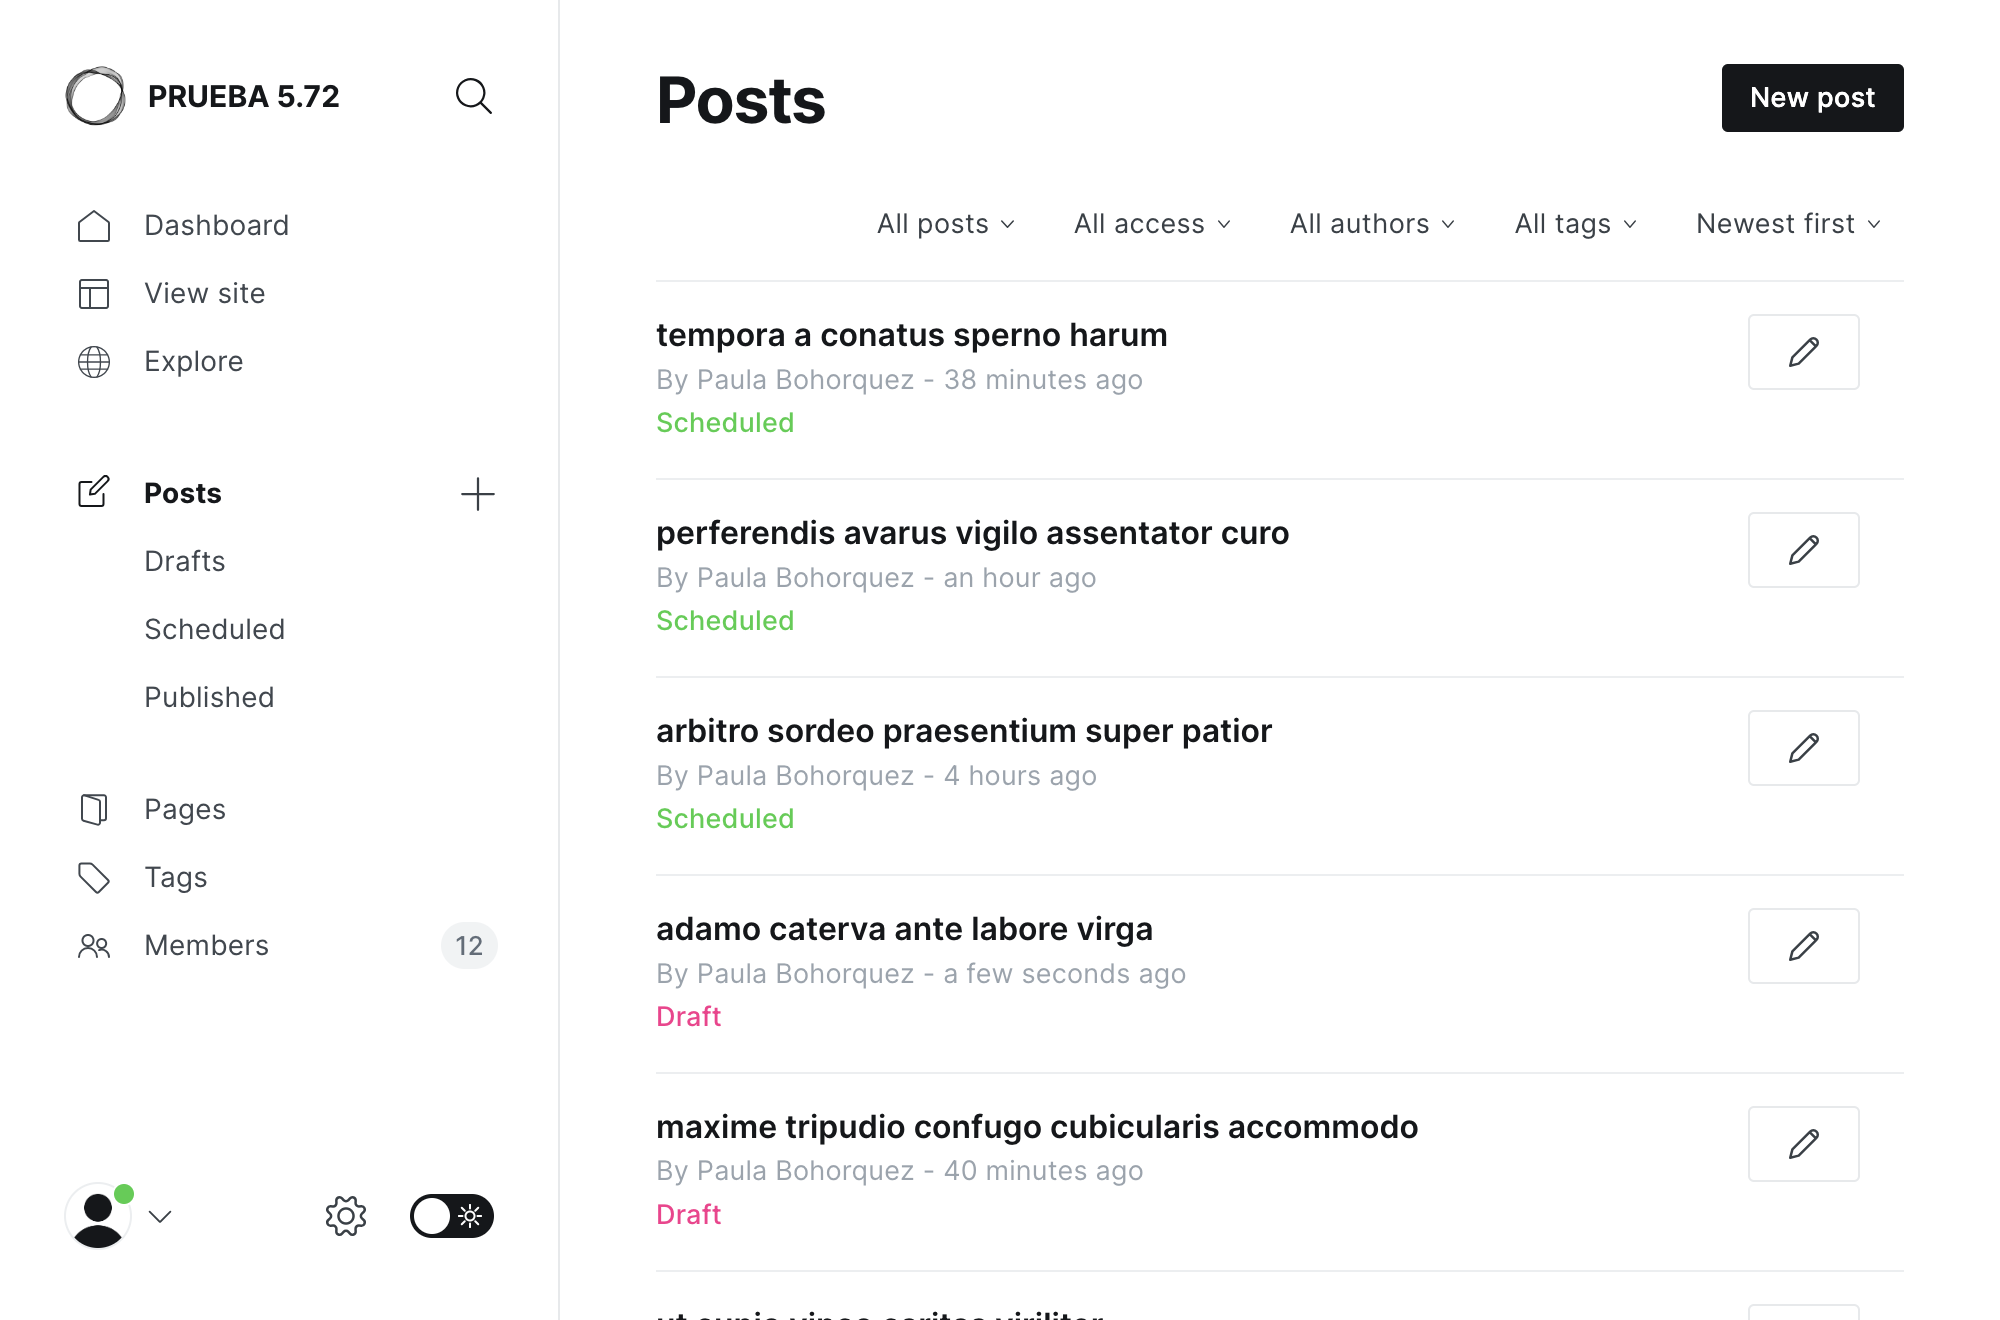 PRUEBA 5.72
Dashboard
View site
Explore
Posts
Drafts
Scheduled
Published
Pages
Tags
Members 12
Posts
New post
All posts All access All authors All tags Newest first
tempora a conatus sperno harum
By Paula Bohorquez - 38 minutes ago
Scheduled
perferendis avarus vigilo assentator curo
By Paula Bohorquez - an hour ago
Scheduled
arbitro sordeo praesentium super patior
By Paula Bohorquez - 4 hours ago
Scheduled
adamo caterva ante labore virga
By Paula Bohorquez - a few seconds ago
Draft
maxime tripudio confugo cubicularis accommodo
By Paula Bohorquez - 40 minutes ago
Draft